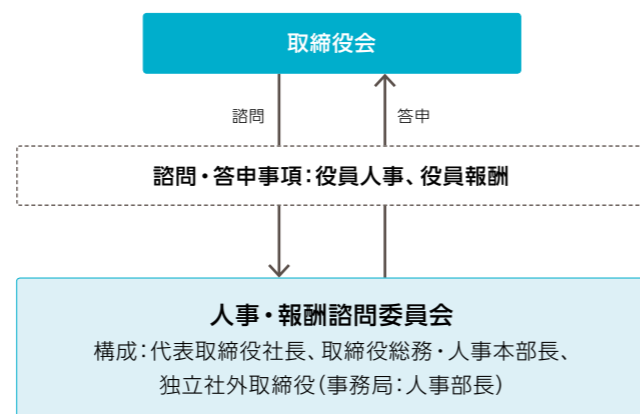 取締役会
諮問
答申
諮問・答申事項：役員人事、役員報酬
人事・報酬諮問委員会
構成：代表取締役社長、取締役総務・人事本部長、
独立社外取締役（事務局：人事部長）